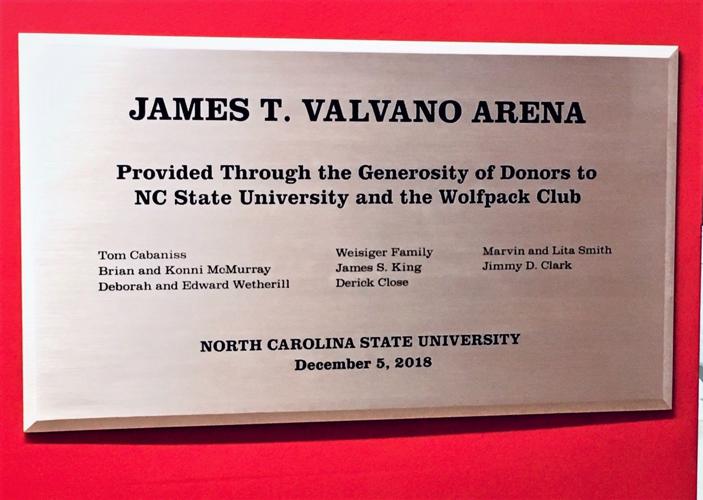 JAMES T. VALVANO ARENA
Provided Through the Generosity of Donors to
NC State University and the Wolfpack Club
Tom Cabaniss
Brian and Konni McMurray
Deborah and Edward Wetherill
Weisiger Family
James S. King
Derick Close
Marvin and Lita Smith
Jimmy D. Clark
NORTH CAROLINA STATE UNIVERSITY
December 5, 2018